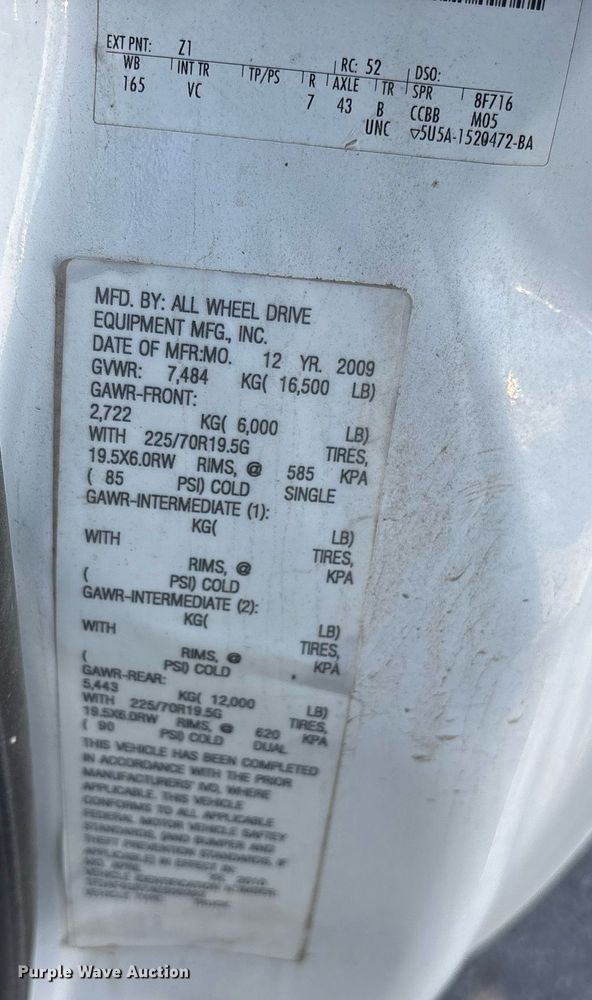 EXT PNT: Z1 RC: 52 DSO:
WB INT TR TP/PS R AXLE TR SPR 8F716
165 VC 7 43 B CCBB M05
UNC ▽5U5A-1520472-BA
MFD. BY: ALL WHEEL DRIVE
EQUIPMENT MFG., INC.
DATE OF MFR:MO. 12 YR. 2009
GVWR: 7,484 KG( 16,500 LB)
GAWR-FRONT:
2,722 KG( 6,000 LB)
WITH 225/70R19.5G TIRES,
19.5X6.0RW RIMS, @ 585 KPA
( 85 PSI) COLD SINGLE
GAWR-INTERMEDIATE (1):
KG( LB)
WITH TIRES,
RIMS, @ KPA
( PSI) COLD
GAWR-INTERMEDIATE (2):
KG( LB)
WITH TIRES,
RIMS, @ KPA
( PSI) COLD
GAWR-REAR:
5,443 KG( 12,000 LB)
WITH 225/70R19.5G TIRES,
19.5X6.0RW RIMS, @ 620 KPA
( 90 PSI) COLD DUAL
THIS VEHICLE HAS BEEN COMPLETED
IN ACCORDANCE WITH THE PRIOR
MANUFACTURERS' IVD, WHERE
APPLICABLE. THIS VEHICLE
CONFORMS TO ALL APPLICABLE
FEDERAL MOTOR VEHICLE SAFTEY
STANDARDS, (AND BUMPER AND
THEFT PREVENTION STANDARDS, IF
APPLICABLE) IN EFFECT IN:
Purple Wave Auction